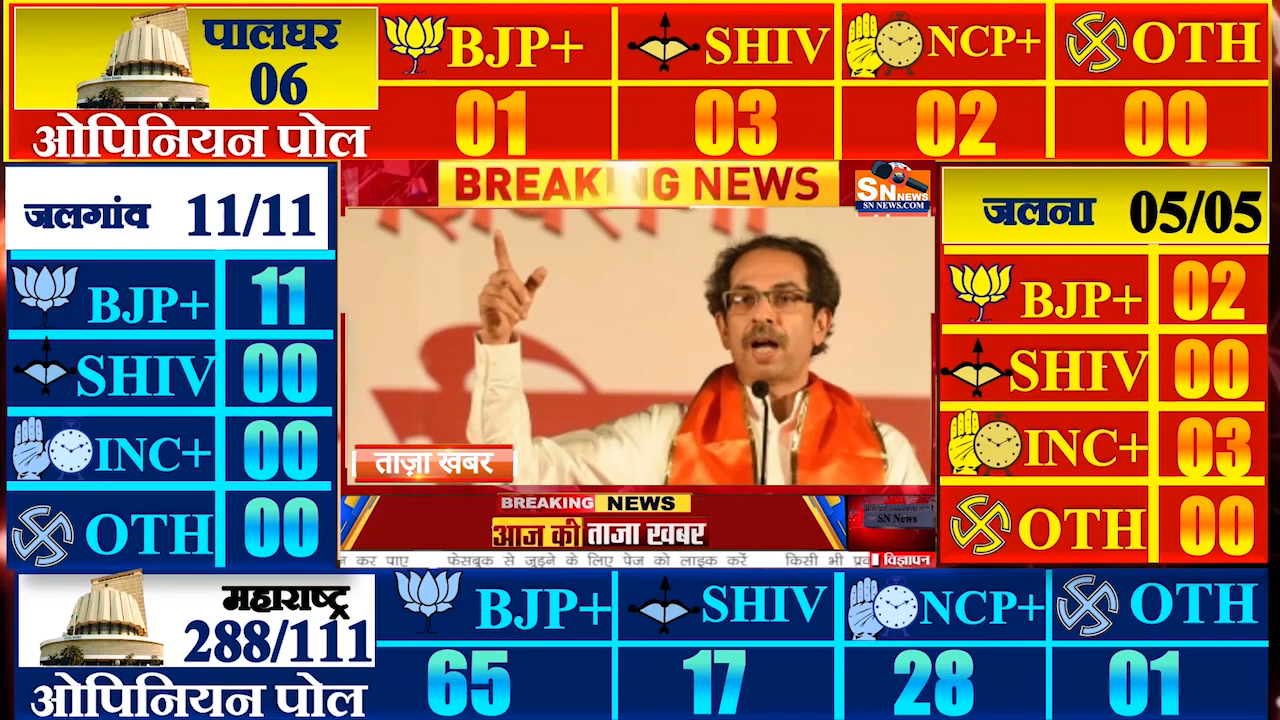 पालघर
06
BJP+ SHIV NCP+ OTH
01 03 02 00
ओपिनियन पोल
BREAKING NEWS
SN NEWS
SN NEWS.COM
जलगांव 11/11
BJP+ 11
SHIV 00
INC+ 00
OTH 00
ताज़ा खबर
BREAKING NEWS
आज की ताजा खबर
SN News
न कर पाए फेसबुक से जुड़ने के लिए पेज को लाइक करें किसी भी प्रव
विज्ञापन
जलना 05/05
BJP+ 02
SHIV 00
INC+ 03
OTH 00
महाराष्ट्र
288/111
BJP+ SHIV NCP+ OTH
65 17 28 01
ओपिनियन पोल